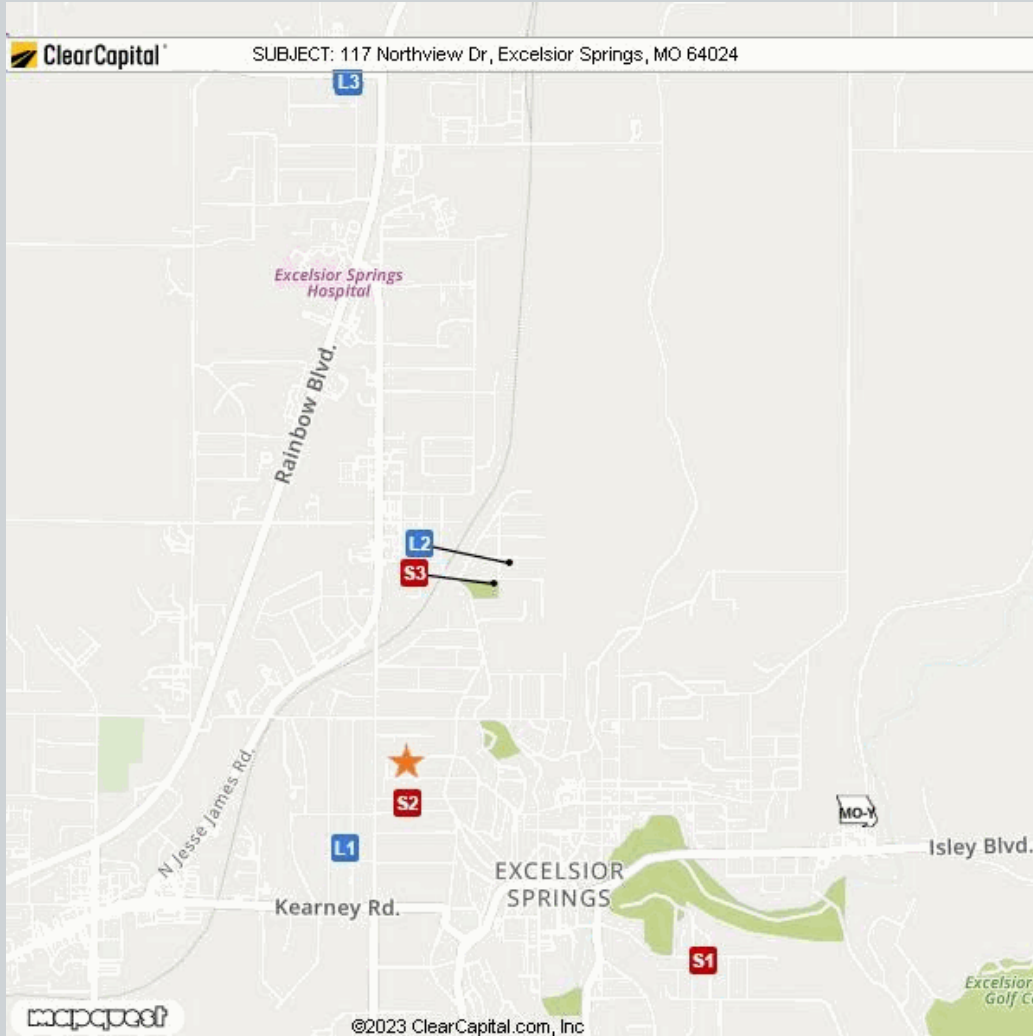 ClearCapital
SUBJECT: 117 Northview Dr, Excelsior Springs, MO 64024
L3
Excelsior Springs
Hospital
Rainbow Blvd.
L2
S3
N Jesse James Rd.
S2
MO-Y
L1
Isley Blvd.
EXCELSIOR
SPRINGS
Kearney Rd.
S1
Excelsior
Golf C
mapquest
©2023 ClearCapital.com, Inc